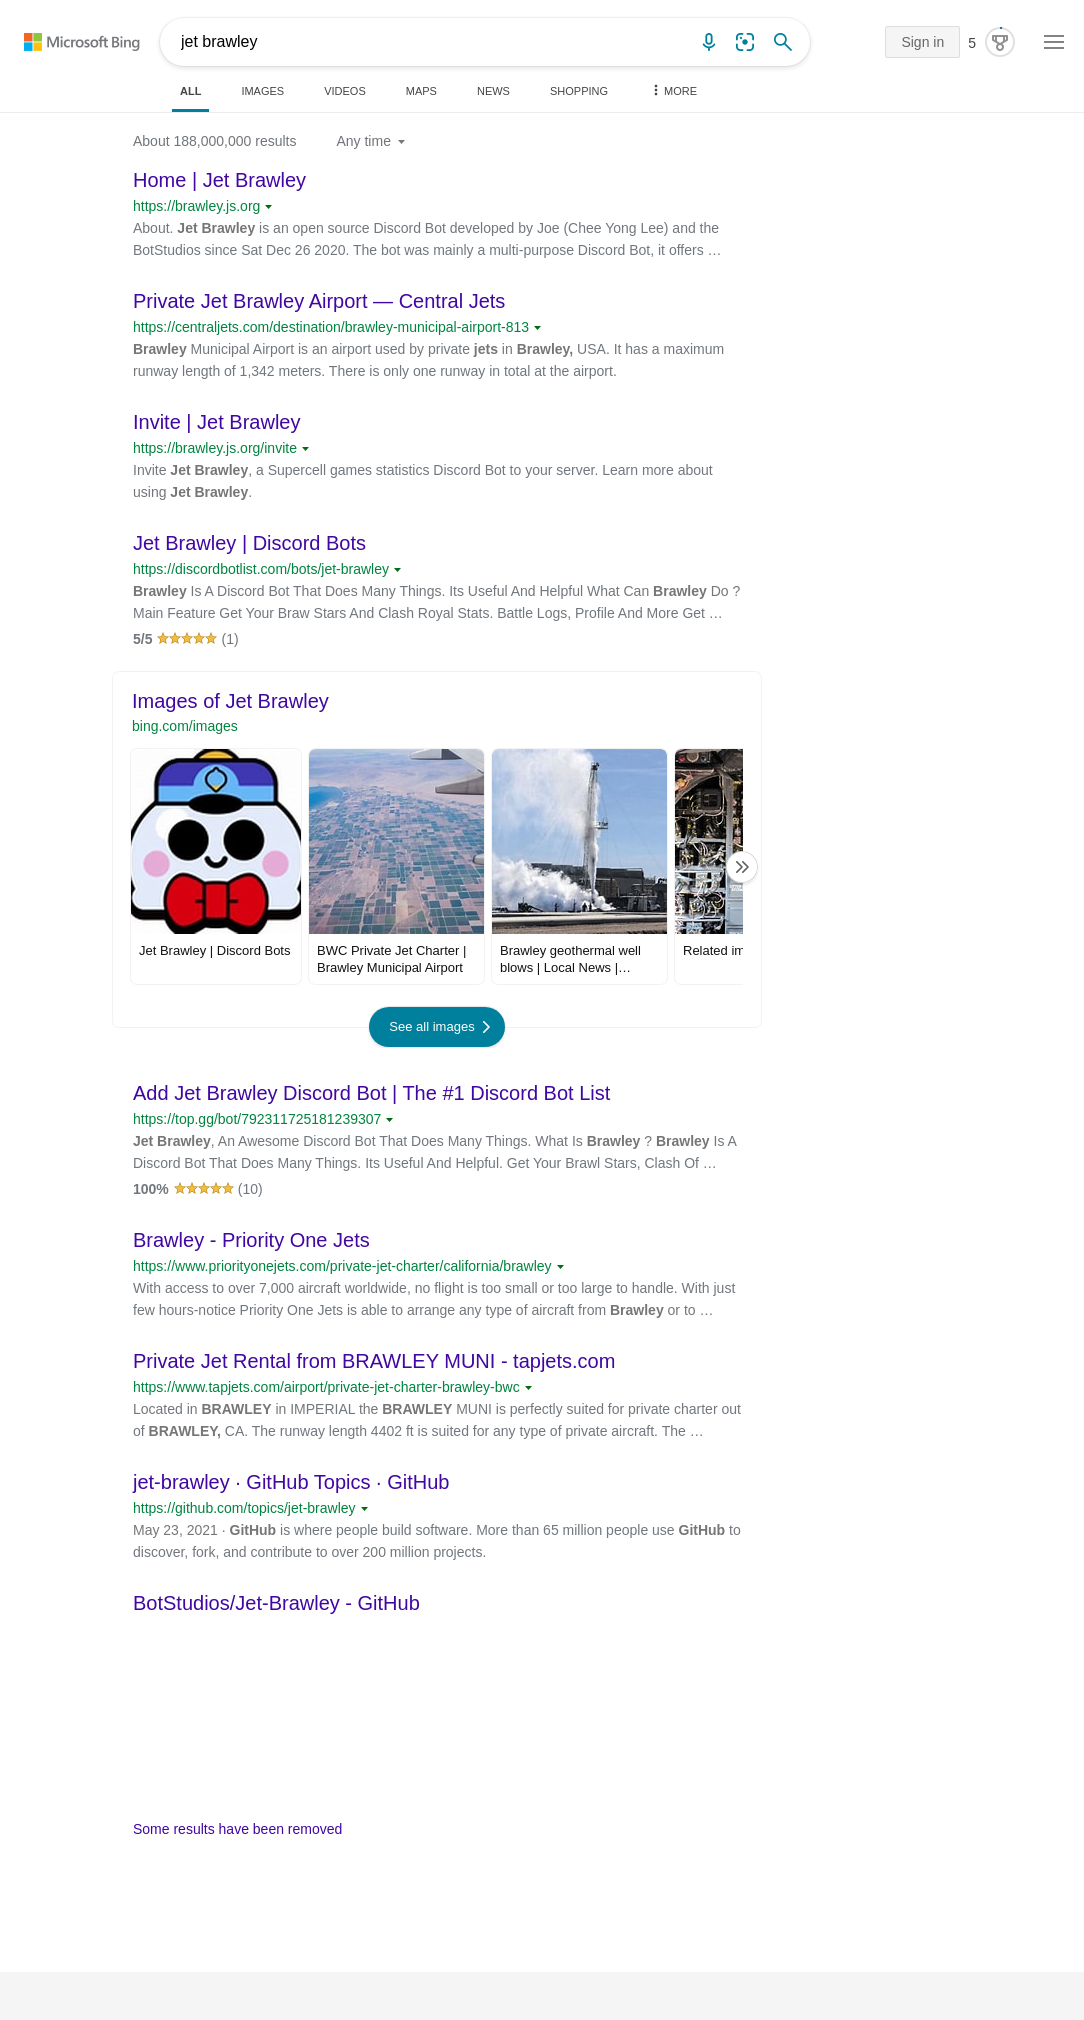 Microsoft Bing
jet brawley
Sign in
5
ALL
IMAGES
VIDEOS
MAPS
NEWS
SHOPPING
MORE
About 188,000,000 results
Any time
Home | Jet Brawley
https://brawley.js.org
About. Jet Brawley is an open source Discord Bot developed by Joe (Chee Yong Lee) and the
BotStudios since Sat Dec 26 2020. The bot was mainly a multi-purpose Discord Bot, it offers …
Private Jet Brawley Airport — Central Jets
https://centraljets.com/destination/brawley-municipal-airport-813
Brawley Municipal Airport is an airport used by private jets in Brawley, USA. It has a maximum
runway length of 1,342 meters. There is only one runway in total at the airport.
Invite | Jet Brawley
https://brawley.js.org/invite
Invite Jet Brawley, a Supercell games statistics Discord Bot to your server. Learn more about
using Jet Brawley.
Jet Brawley | Discord Bots
https://discordbotlist.com/bots/jet-brawley
Brawley Is A Discord Bot That Does Many Things. Its Useful And Helpful What Can Brawley Do ?
Main Feature Get Your Braw Stars And Clash Royal Stats. Battle Logs, Profile And More Get …
5/5 (1)
Images of Jet Brawley
bing.com/images
Jet Brawley | Discord Bots
BWC Private Jet Charter |
Brawley Municipal Airport
Brawley geothermal well
blows | Local News |…
Related im
See all images
Add Jet Brawley Discord Bot | The #1 Discord Bot List
https://top.gg/bot/792311725181239307
Jet Brawley, An Awesome Discord Bot That Does Many Things. What Is Brawley ? Brawley Is A
Discord Bot That Does Many Things. Its Useful And Helpful. Get Your Brawl Stars, Clash Of …
100% (10)
Brawley - Priority One Jets
https://www.priorityonejets.com/private-jet-charter/california/brawley
With access to over 7,000 aircraft worldwide, no flight is too small or too large to handle. With just
few hours-notice Priority One Jets is able to arrange any type of aircraft from Brawley or to …
Private Jet Rental from BRAWLEY MUNI - tapjets.com
https://www.tapjets.com/airport/private-jet-charter-brawley-bwc
Located in BRAWLEY in IMPERIAL the BRAWLEY MUNI is perfectly suited for private charter out
of BRAWLEY, CA. The runway length 4402 ft is suited for any type of private aircraft. The …
jet-brawley · GitHub Topics · GitHub
https://github.com/topics/jet-brawley
May 23, 2021 · GitHub is where people build software. More than 65 million people use GitHub to
discover, fork, and contribute to over 200 million projects.
BotStudios/Jet-Brawley - GitHub
Some results have been removed